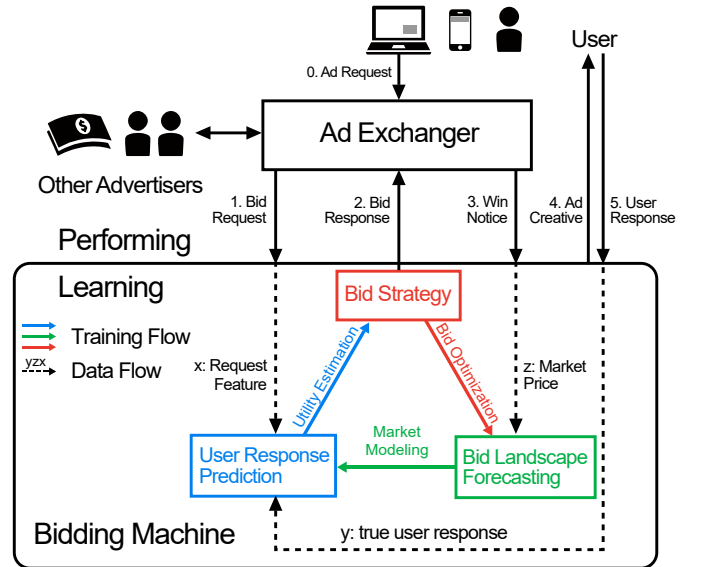 User
0. Ad Request
$
Ad Exchanger
Other Advertisers
1. Bid
Request
2. Bid
Response
3. Win
Notice
4. Ad
Creative
5. User
Response
Performing
Learning
Bid Strategy
Training Flow
yzx
Data Flow
x: Request
Feature
Utility Estimation
Bid Optimization
z: Market
Price
Market
Modeling
User Response
Prediction
Bid Landscape
Forecasting
Bidding Machine
y: true user response